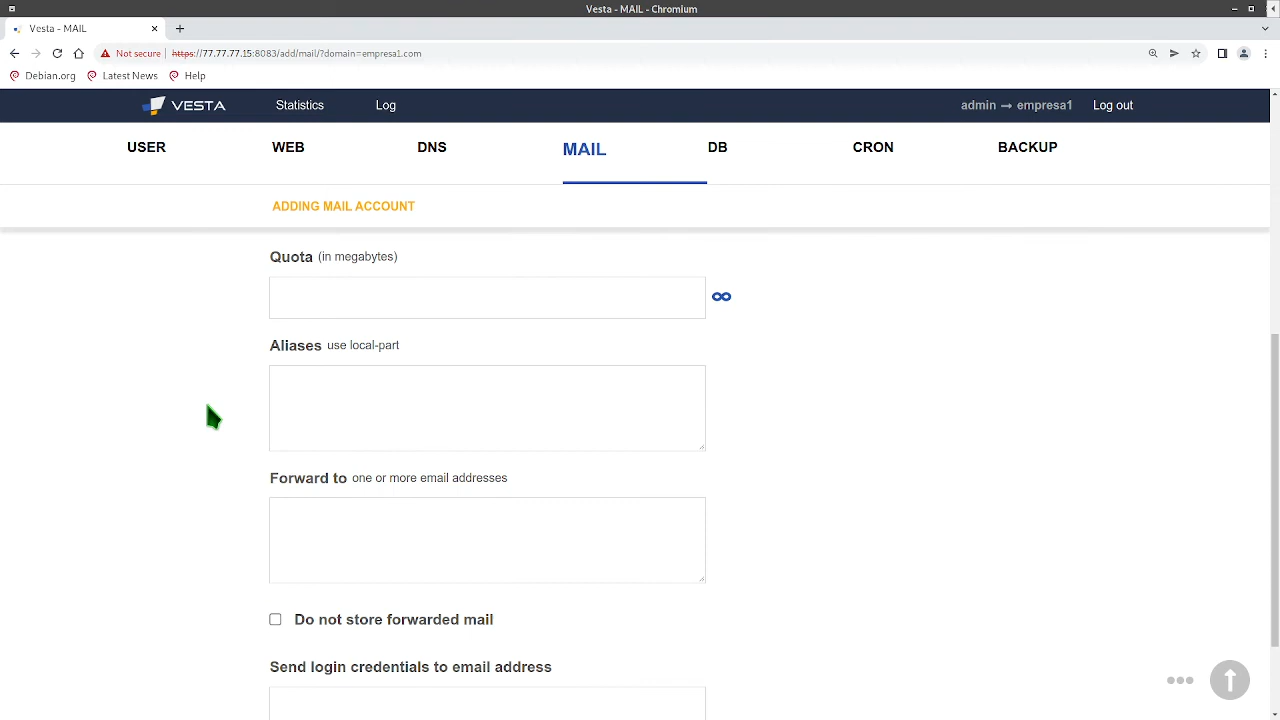 Vesta - MAIL - Chromium
Vesta - MAIL
Not secure https://77.77.77.15:8083/add/mail/?domain=empresa1.com
Debian.org Latest News Help
VESTA Statistics Log admin → empresa1 Log out
USER WEB DNS MAIL DB CRON BACKUP
ADDING MAIL ACCOUNT
Quota (in megabytes)
Aliases use local-part
Forward to one or more email addresses
Do not store forwarded mail
Send login credentials to email address